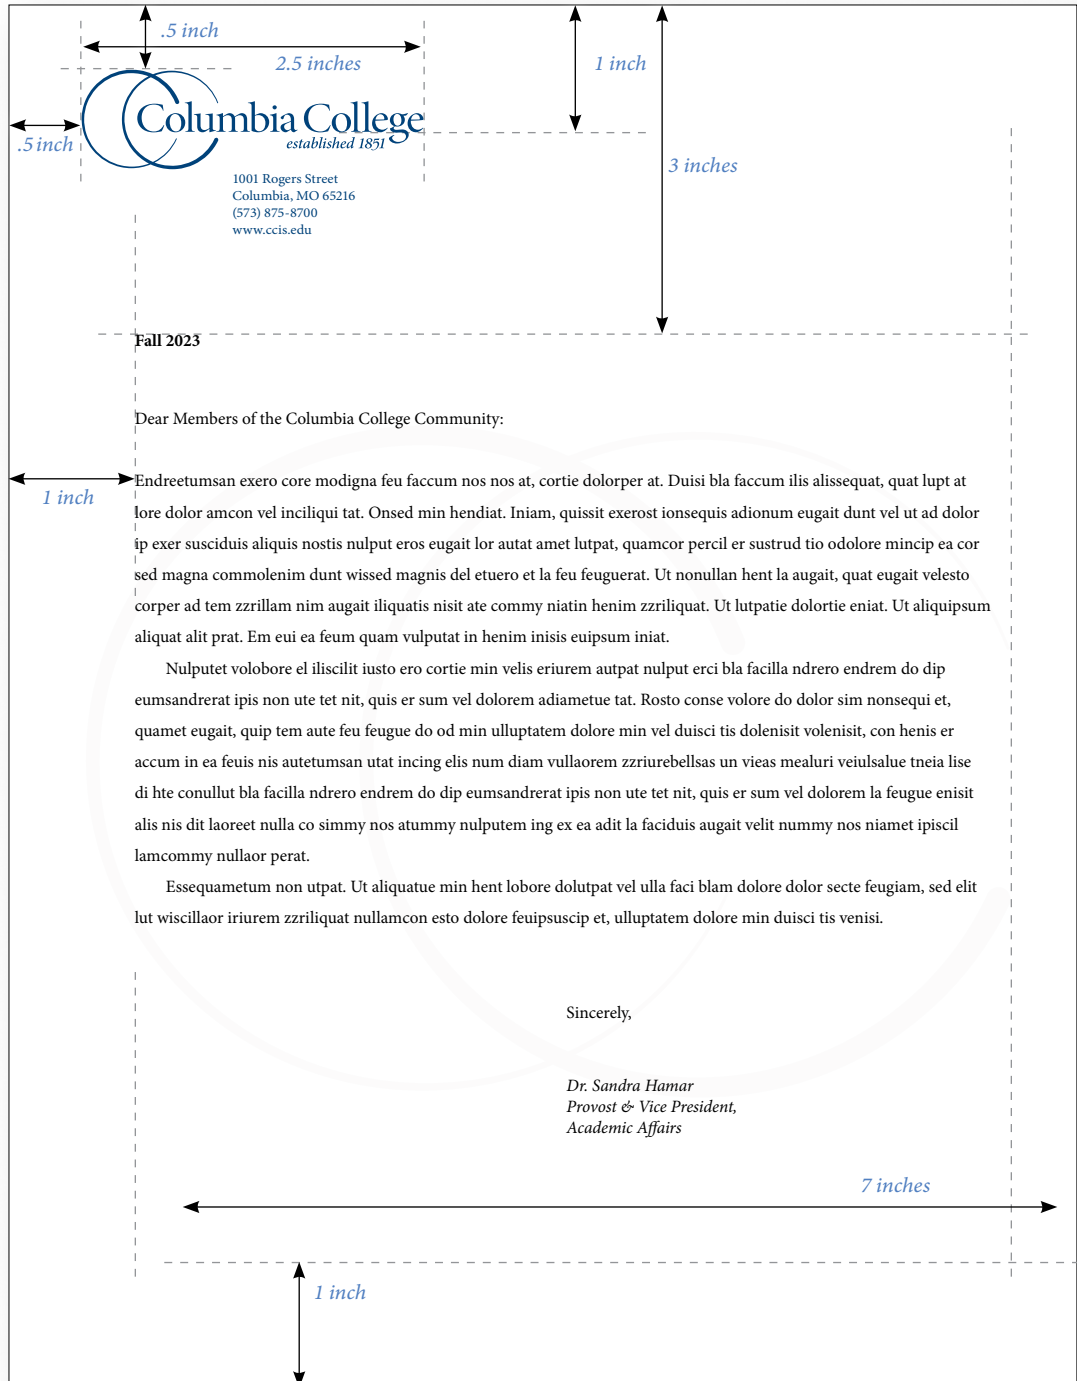 .5 inch
2.5 inches
1 inch
Columbia College
established 1851
.5 inch
3 inches
1001 Rogers Street
Columbia, MO 65216
(573) 875-8700
www.ccis.edu
Fall 2023
Dear Members of the Columbia College Community:
Endreetumsan exero core modigna feu faccum nos nos at, cortie dolorper at. Duisi bla faccum ilis alissequat, quat lupt at
1 inch
lore dolor amcon vel inciliqui tat. Onsed min hendiat. Iniam, quissit exerost ionsequis adionum eugait dunt vel ut ad dolor
ip exer susciduis aliquis nostis nulput eros eugait lor autat amet lutpat, quamcor percil er sustrud tio odolore mincip ea cor
sed magna commolenim dunt wissed magnis del etuero et la feu feuguerat. Ut nonullan hent la augait, quat eugait velesto
corper ad tem zzrillam nim augait iliquatis nisit ate commy niatin henim zzriliquat. Ut lutpatie dolortie eniat. Ut aliquipsum
aliquat alit prat. Em eui ea feum quam vulputat in henim inisis euipsum iniat.
Nulputet volobore el iliscilit iusto ero cortie min velis eriurem autpat nulput erci bla facilla ndrero endrem do dip
eumsandrerat ipis non ute tet nit, quis er sum vel dolorem adiametue tat. Rosto conse volore do dolor sim nonsequi et,
quamet eugait, quip tem aute feu feugue do od min ulluptatem dolore min vel duisci tis dolenisit volenisit, con henis er
accum in ea feuis nis autetumsan utat incing elis num diam vullaorem zzriurebellsas un vieas mealuri veiulsalue tneia lise
di hte conullut bla facilla ndrero endrem do dip eumsandrerat ipis non ute tet nit, quis er sum vel dolorem la feugue enisit
alis nis dit laoreet nulla co simmy nos atummy nulputem ing ex ea adit la faciduis augait velit nummy nos niamet ipiscil
lamcommy nullaor perat.
Essequametum non utpat. Ut aliquatue min hent lobore dolutpat vel ulla faci blam dolore dolor secte feugiam, sed elit
lut wiscillaor iriurem zzriliquat nullamcon esto dolore feuipsuscip et, ulluptatem dolore min duisci tis venisi.
Sincerely,
Dr. Sandra Hamar
Provost & Vice President,
Academic Affairs
7 inches
1 inch